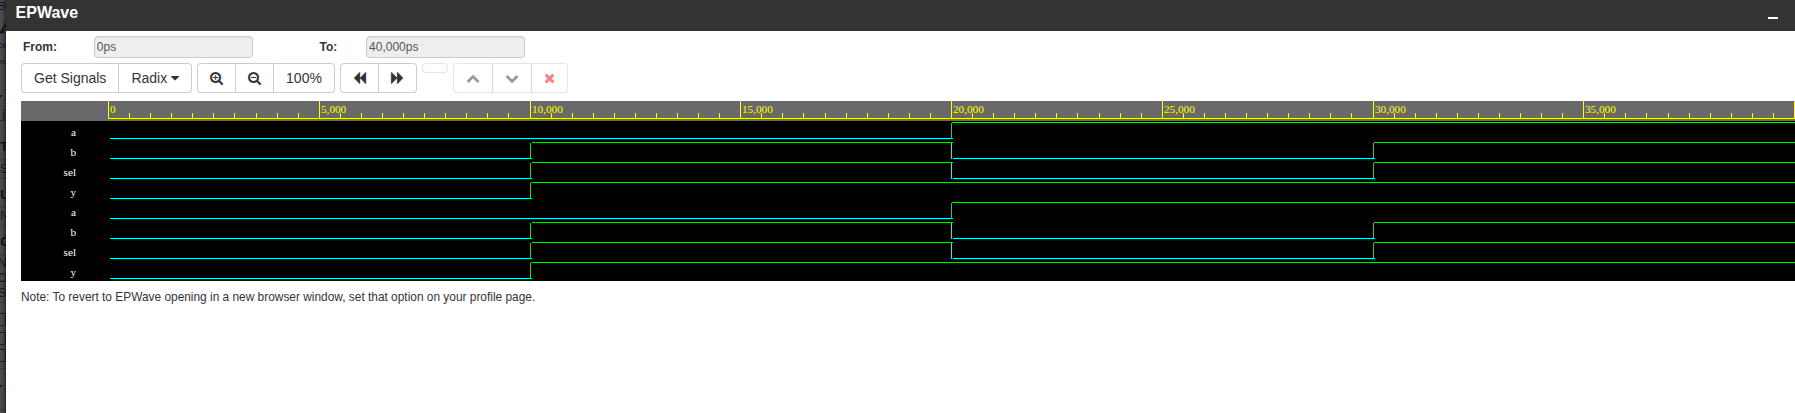 EPWave
From: 0ps To: 40,000ps
Get Signals Radix 100%
0 5,000 10,000 15,000 20,000 25,000 30,000 35,000
a
b
sel
y
a
b
sel
y
Note: To revert to EPWave opening in a new browser window, set that option on your profile page.